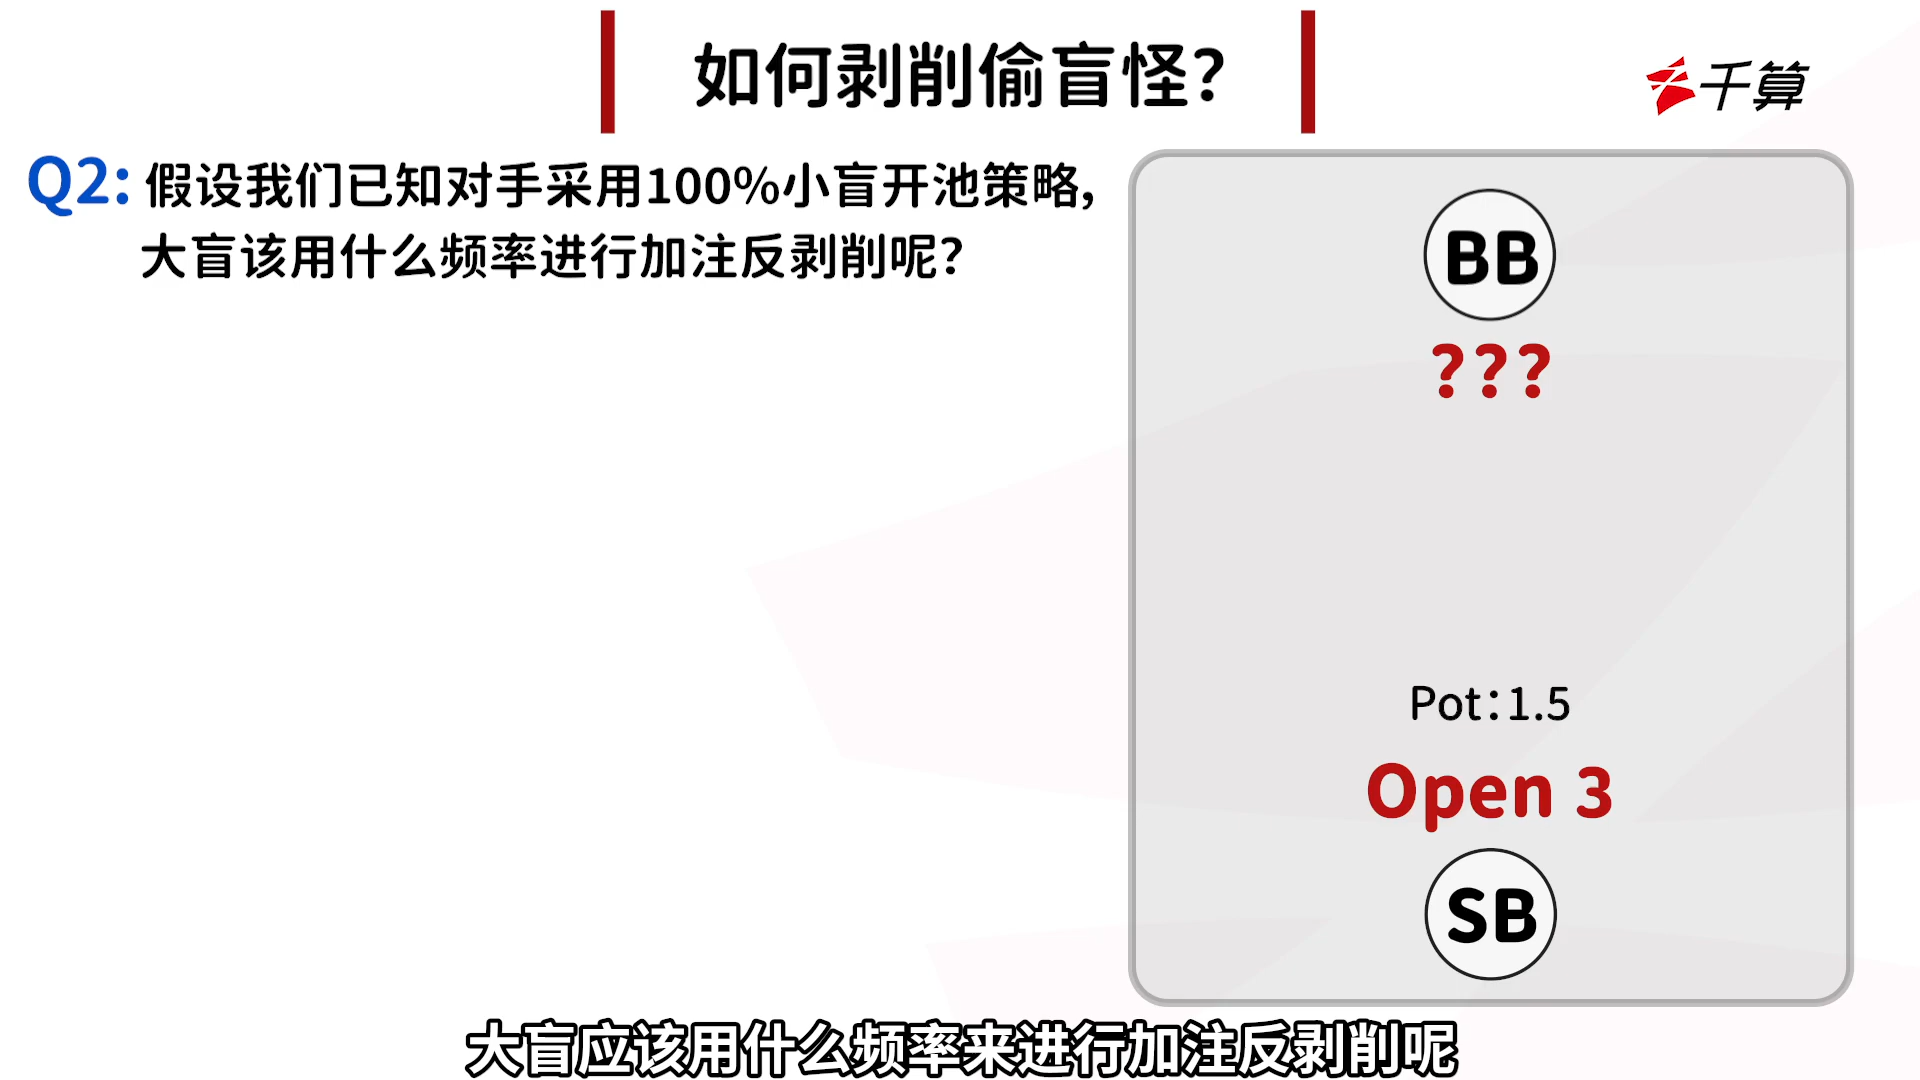 如何剥削偷盲怪?
千算
Q2: 假设我们已知对手采用100%小盲开池策略,
大盲该用什么频率进行加注反剥削呢?
BB
???
Pot:1.5
Open 3
SB
大盲应该用什么频率来进行加注反剥削呢